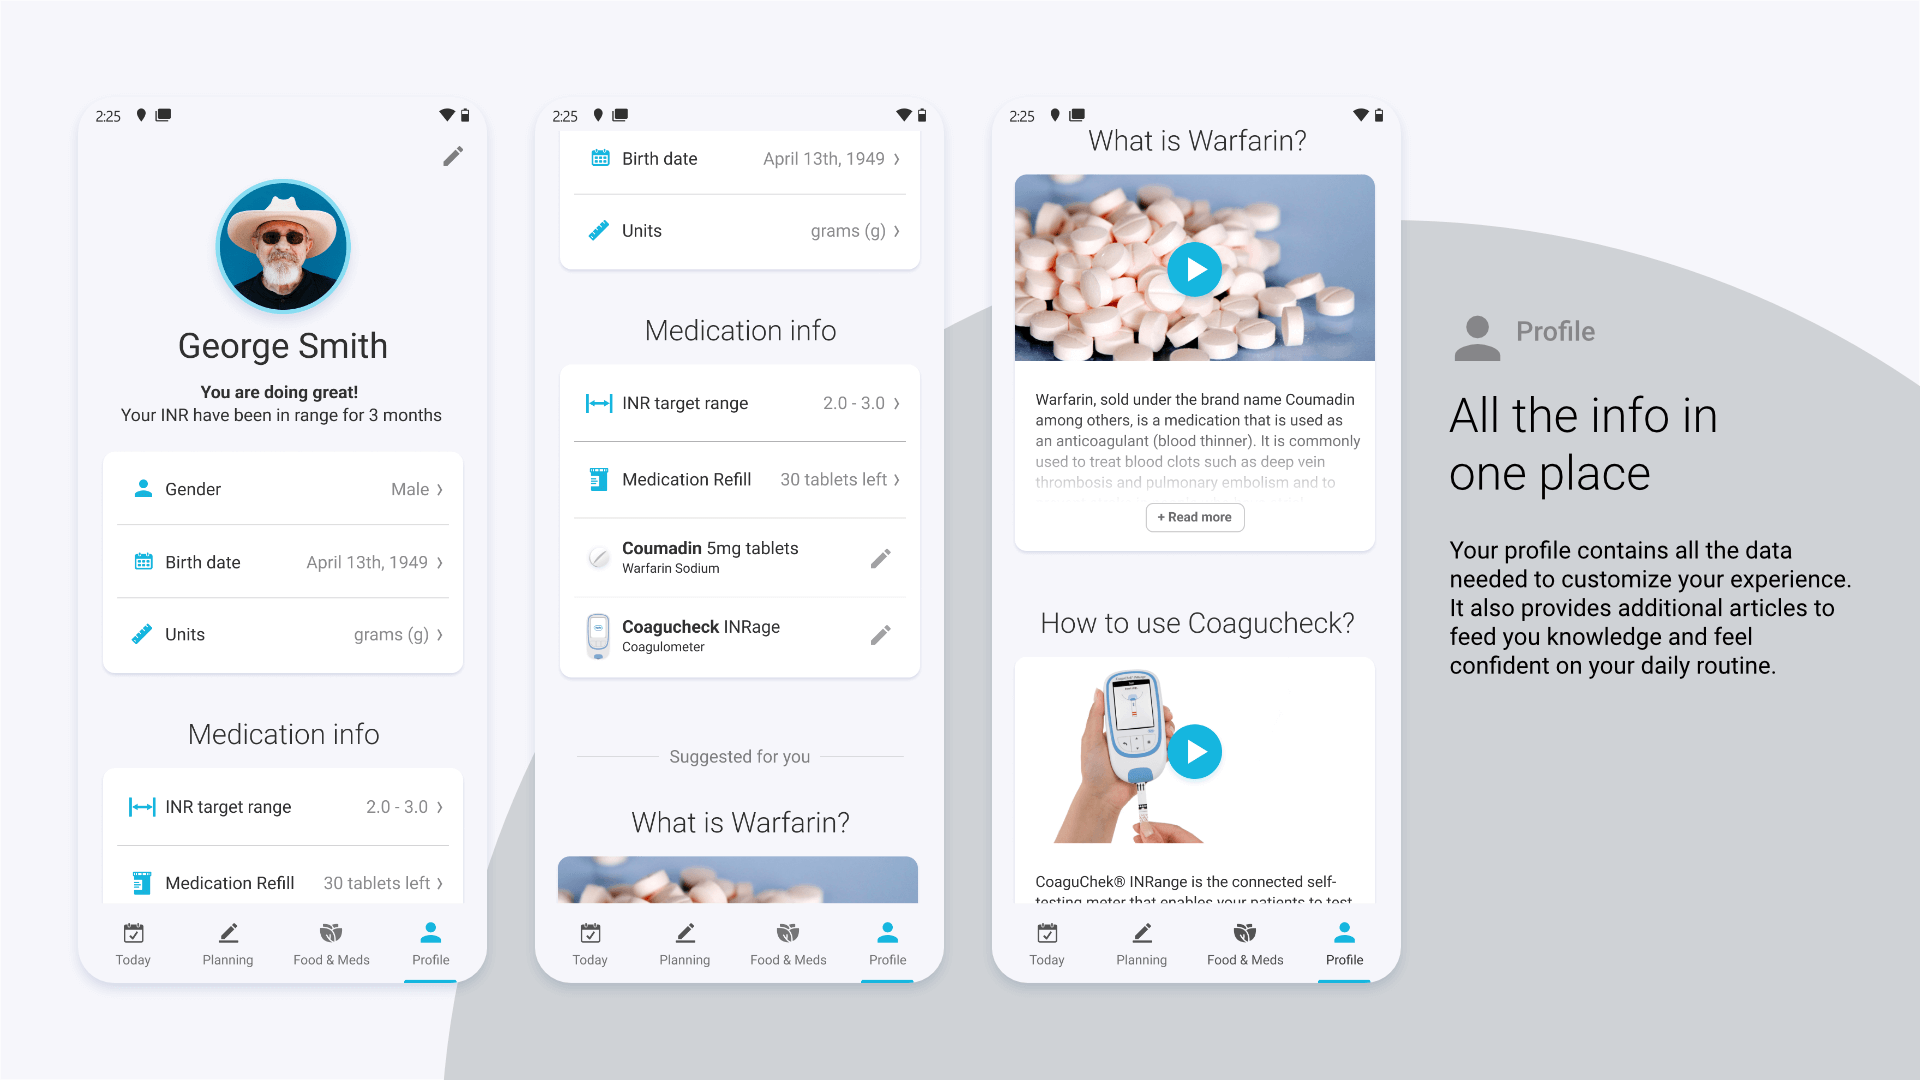 2:25
George Smith
You are doing great!
Your INR have been in range for 3 months
Gender Male
Birth date April 13th, 1949
Units grams (g)
Medication info
INR target range 2.0 - 3.0
Medication Refill 30 tablets left
Today Planning Food & Meds Profile
2:25
Birth date April 13th, 1949
Units grams (g)
Medication info
INR target range 2.0 - 3.0
Medication Refill 30 tablets left
Coumadin 5mg tablets
Warfarin Sodium
Coagucheck INRage
Coagulometer
Suggested for you
What is Warfarin?
Today Planning Food & Meds Profile
2:25
What is Warfarin?
Warfarin, sold under the brand name Coumadin
among others, is a medication that is used as
an anticoagulant (blood thinner). It is commonly
used to treat blood clots such as deep vein
thrombosis and pulmonary embolism and to
+ Read more
How to use Coagucheck?
CoaguChek® INRange is the connected self-
testing meter that enables your patients to test
Today Planning Food & Meds Profile
Profile
All the info in
one place
Your profile contains all the data
needed to customize your experience.
It also provides additional articles to
feed you knowledge and feel
confident on your daily routine.